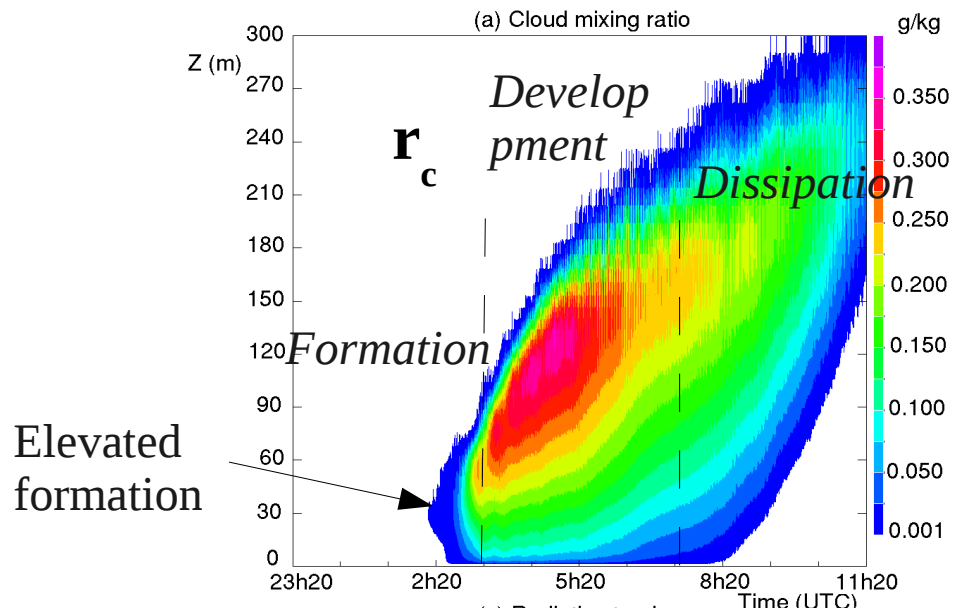 (a) Cloud mixing ratio
g/kg
Z (m)
300
270
240
210
180
150
120
90
60
30
0
r
c
Develop
pment
Dissipation
Formation
Elevated
formation
0.350
0.300
0.250
0.200
0.150
0.100
0.050
0.001
23h20
2h20
5h20
8h20
11h20
Time (UTC)